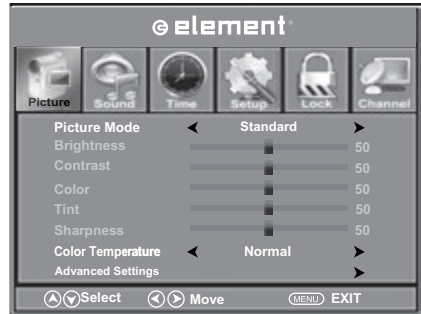 element
Picture Sound Time Setup Lock Channel
Picture Mode Standard
Brightness 50
Contrast 50
Color 50
Tint 50
Sharpness 50
Color Temperature Normal
Advanced Settings
Select Move MENU EXIT